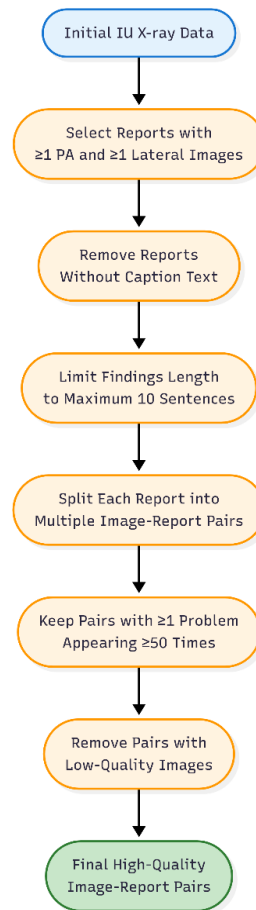 Initial IU X-ray Data
Select Reports with
≥1 PA and ≥1 Lateral Images
Remove Reports
Without Caption Text
Limit Findings Length
to Maximum 10 Sentences
Split Each Report into
Multiple Image-Report Pairs
Keep Pairs with ≥1 Problem
Appearing ≥50 Times
Remove Pairs with
Low-Quality Images
Final High-Quality
Image-Report Pairs